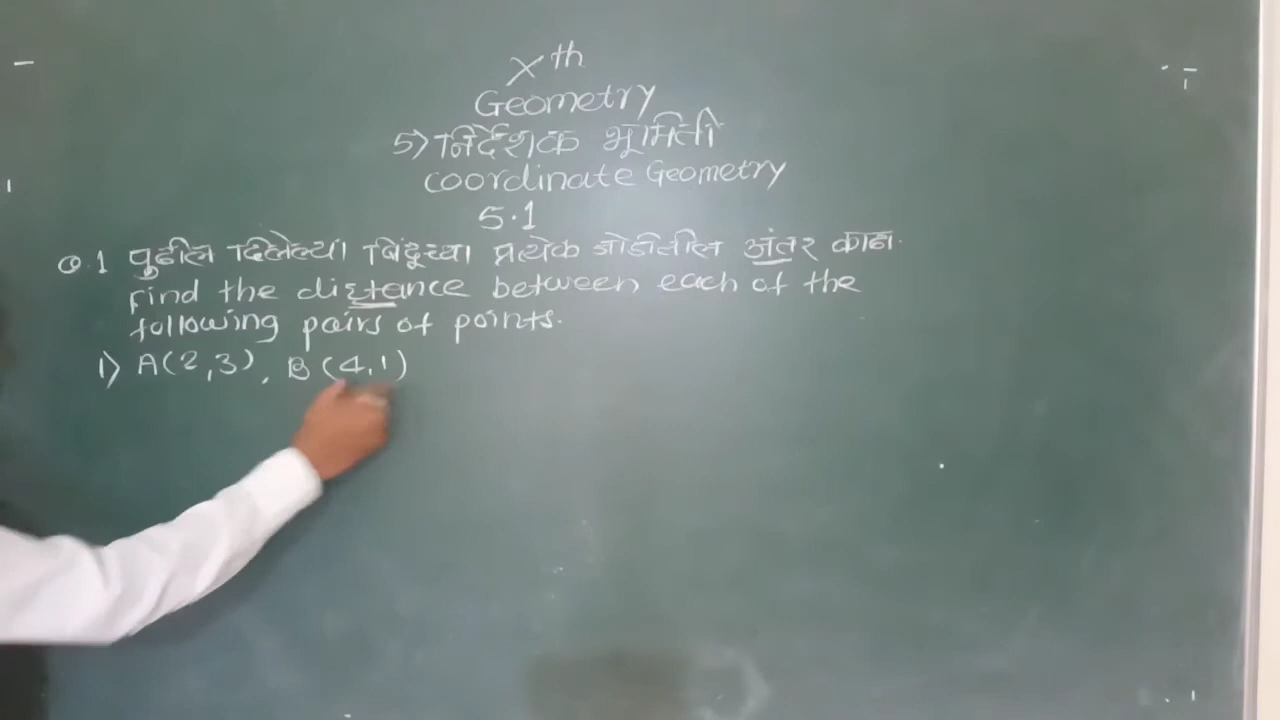 Xth
Geometry
5) निर्देशक भूमिती
Coordinate Geometry
5.1
Q.1 पुढील दिलेल्या बिंदूंच्या प्रत्येक जोडीतील अंतर काढा.
Find the distance between each of the
following pairs of points.
1) A(2,3), B(4,1)